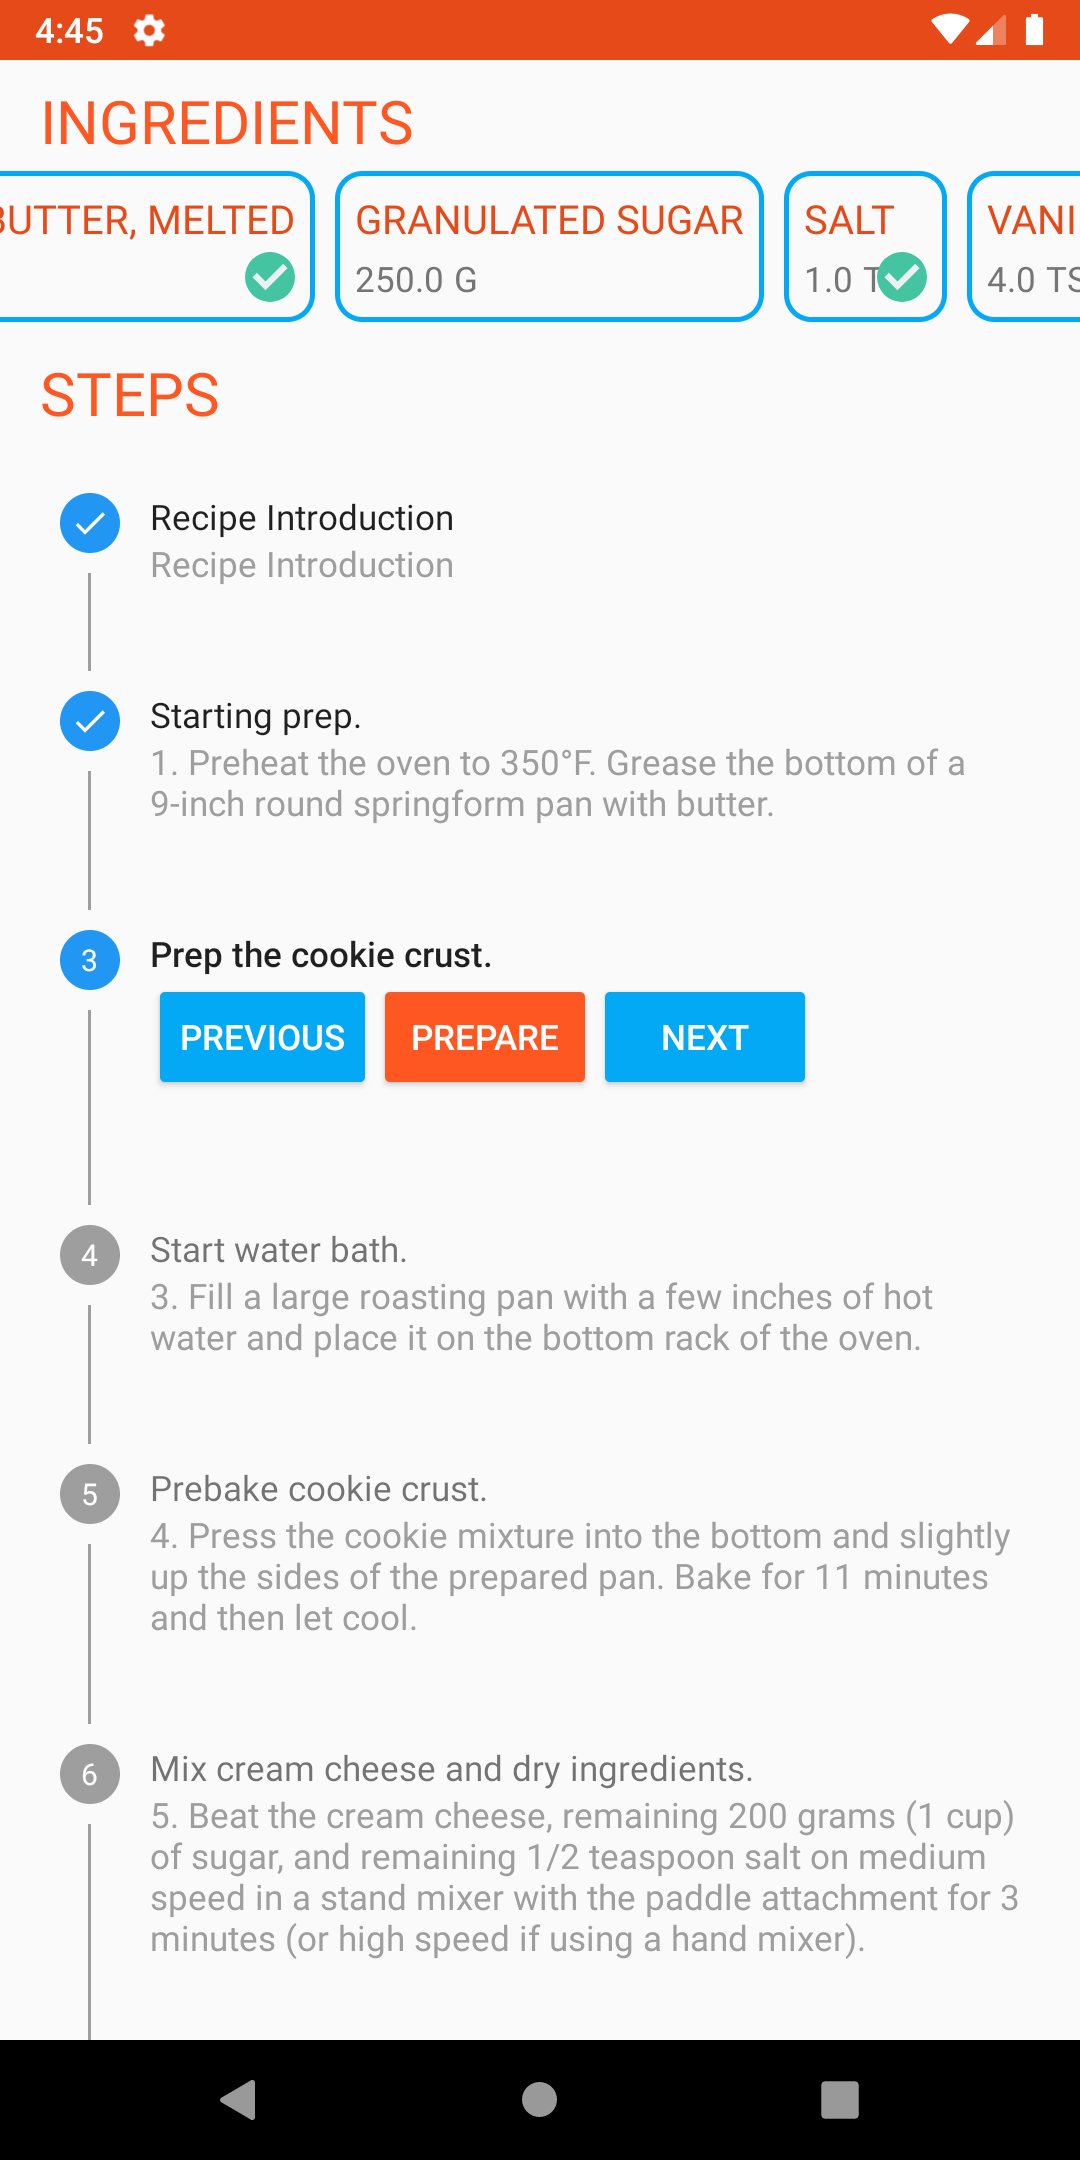 4:45
INGREDIENTS
BUTTER, MELTED
GRANULATED SUGAR
250.0 G
SALT
1.0 T
VANI
4.0 TS
STEPS
Recipe Introduction
Recipe Introduction
Starting prep.
1. Preheat the oven to 350°F. Grease the bottom of a
9-inch round springform pan with butter.
3
Prep the cookie crust.
PREVIOUS
PREPARE
NEXT
4
Start water bath.
3. Fill a large roasting pan with a few inches of hot
water and place it on the bottom rack of the oven.
5
Prebake cookie crust.
4. Press the cookie mixture into the bottom and slightly
up the sides of the prepared pan. Bake for 11 minutes
and then let cool.
6
Mix cream cheese and dry ingredients.
5. Beat the cream cheese, remaining 200 grams (1 cup)
of sugar, and remaining 1/2 teaspoon salt on medium
speed in a stand mixer with the paddle attachment for 3
minutes (or high speed if using a hand mixer).